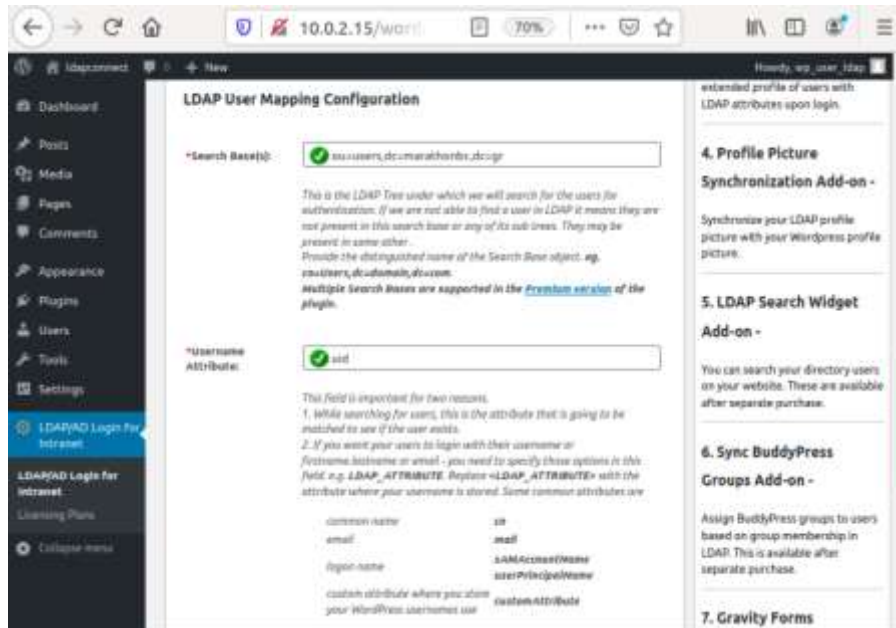 10.0.2.15/word
70%
ldapconnect
0
+ New
Howdy, wp_user_ldap
Dashboard
Posts
Media
Pages
Comments
Appearance
Plugins
Users
Tools
Settings
LDAP/AD Login for
Intranet
LDAP/AD Login for
Intranet
Licensing Plans
Collapse menu
LDAP User Mapping Configuration
*Search Base(s):
ou=users,dc=marathonbs,dc=gr
This is the LDAP Tree under which we will search for the users for
authentication. If we are not able to find a user in LDAP it means they are
not present in this search base or any of its sub trees. They may be
present in some other .
Provide the distinguished name of the Search Base object. eg.
cn=Users,dc=domain,dc=com.
Multiple Search Bases are supported in the Premium version of the
plugin.
*Username
Attribute:
uid
This field is important for two reasons.
1. While searching for users, this is the attribute that is going to be
matched to see if the user exists.
2. If you want your users to login with their username or
firstname.lastname or email - you need to specify those options in this
field. e.g. LDAP_ATTRIBUTE. Replace <LDAP_ATTRIBUTE> with the
attribute where your username is stored. Some common attributes are
common name cn
email mail
logon name sAMAccountName
userPrincipalName
custom attribute where you store
your WordPress usernames use customAttribute
extended profile of users with
LDAP attributes upon login.
4. Profile Picture
Synchronization Add-on -
Synchronize your LDAP profile
picture with your Wordpress profile
picture.
5. LDAP Search Widget
Add-on -
You can search your directory users
on your website. These are available
after separate purchase.
6. Sync BuddyPress
Groups Add-on -
Assign BuddyPress groups to users
based on group membership in
LDAP. This is available after
separate purchase.
7. Gravity Forms